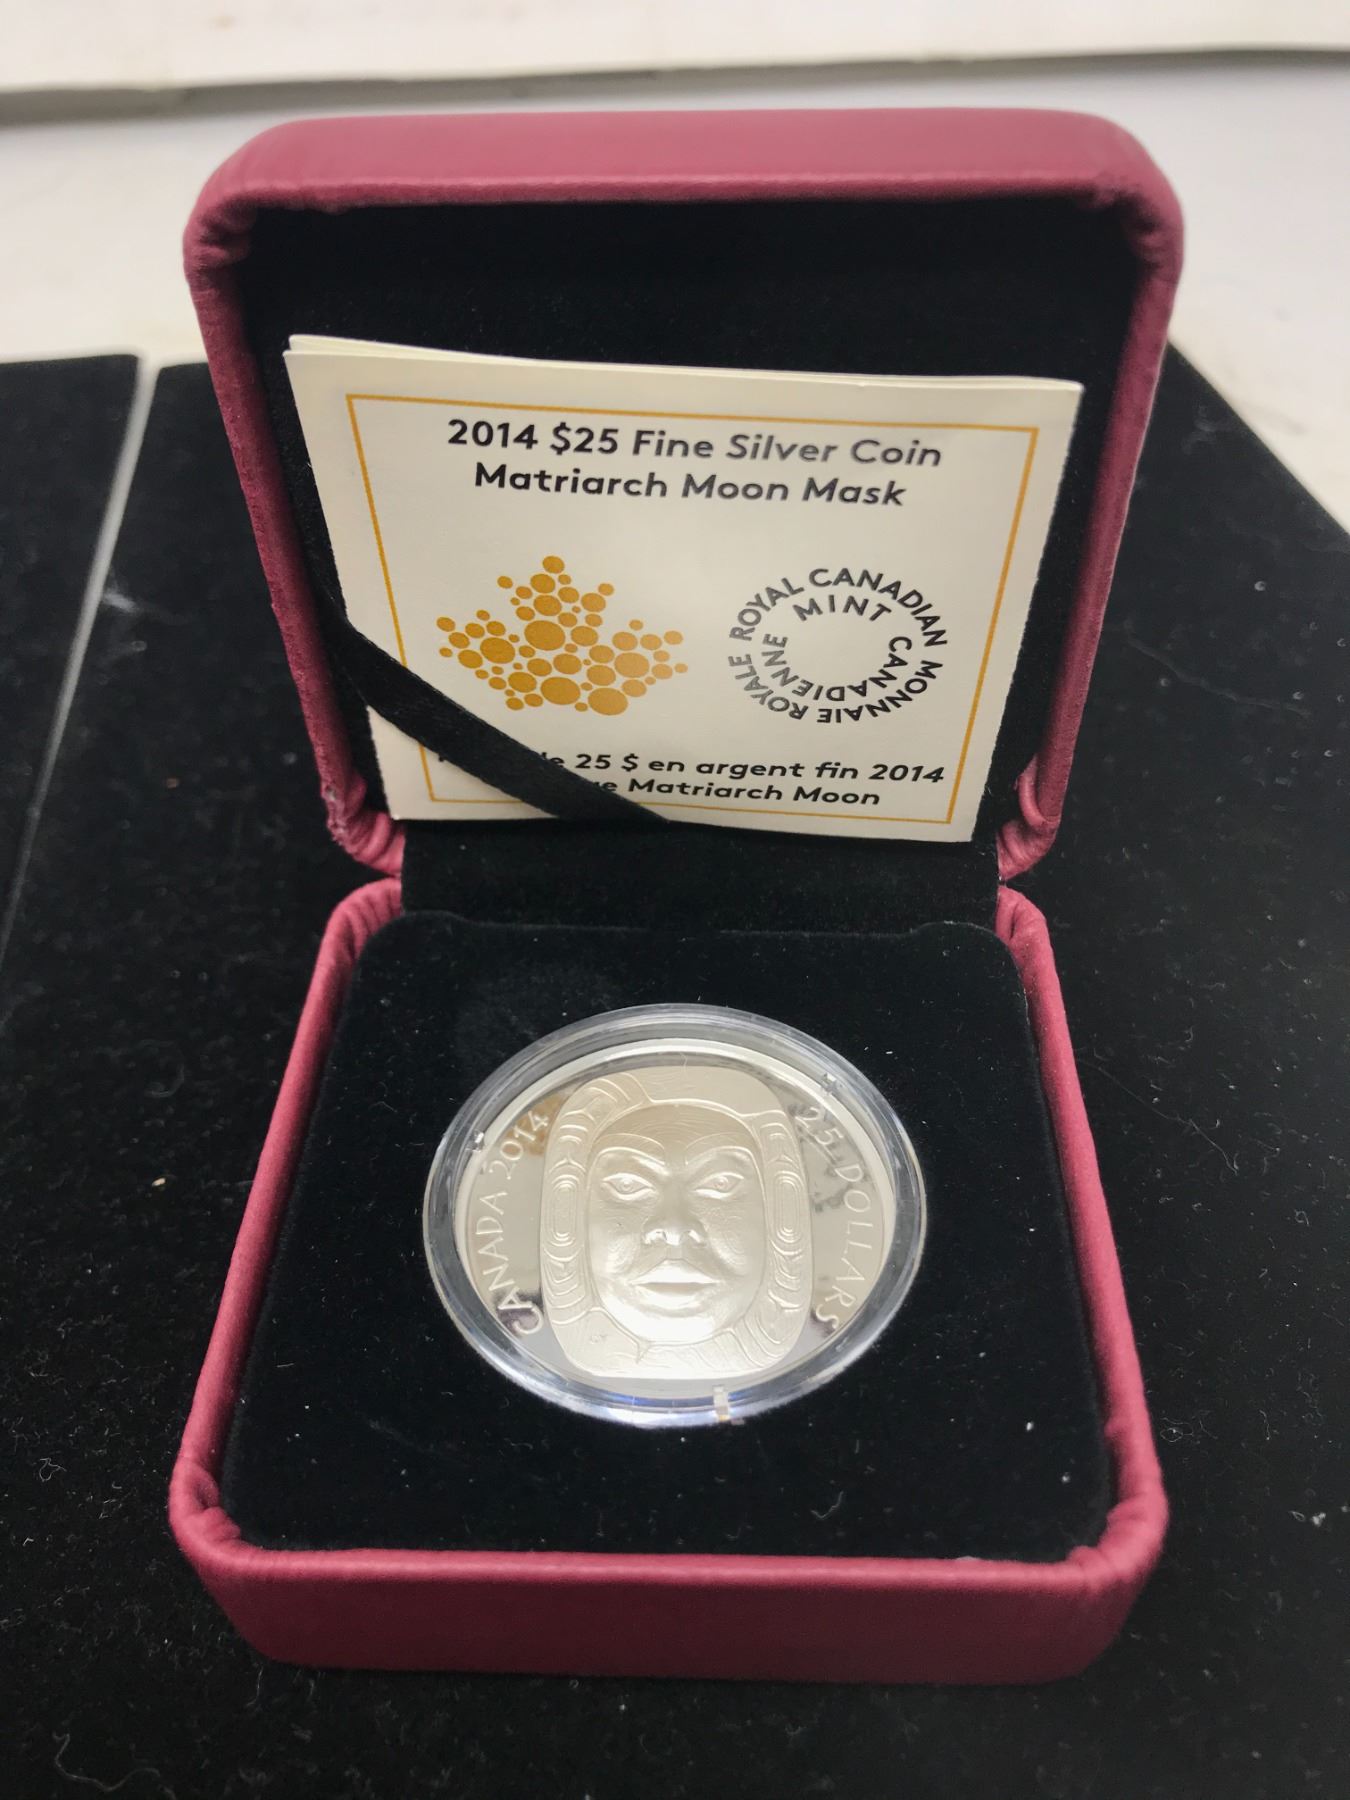 2014 $25 Fine Silver Coin
Matriarch Moon Mask
ROYAL CANADIAN MINT
MONNAIE ROYALE CANADIENNE
25 $ en argent fin 2014
Matriarch Moon
CANADA 2014
25 DOLLARS